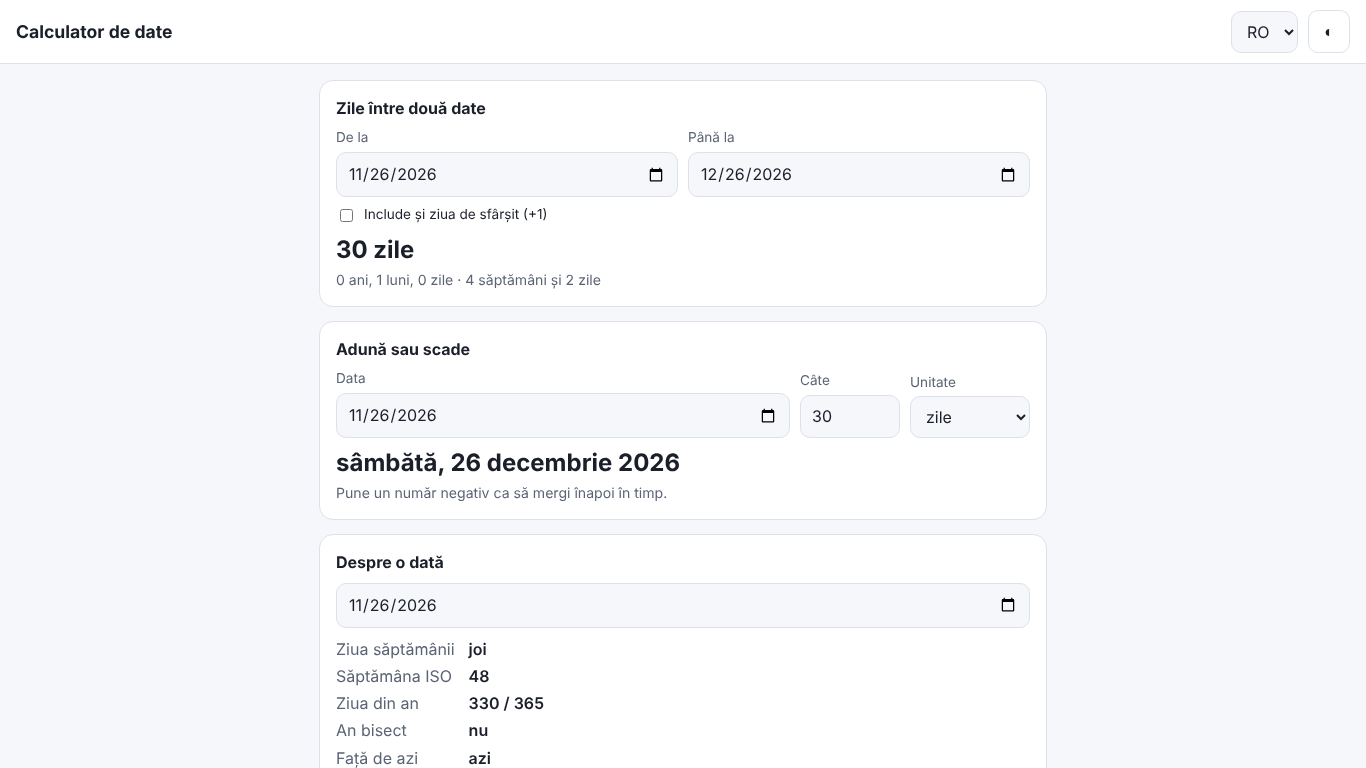 Calculator de date
RO
Zile între două date
De la
Până la
11/26/2026
12/26/2026
Include și ziua de sfârșit (+1)
30 zile
0 ani, 1 luni, 0 zile · 4 săptămâni și 2 zile
Adună sau scade
Data
Câte
Unitate
11/26/2026
30
zile
sâmbătă, 26 decembrie 2026
Pune un număr negativ ca să mergi înapoi în timp.
Despre o dată
11/26/2026
Ziua săptămânii joi
Săptămâna ISO 48
Ziua din an 330 / 365
An bisect nu
Față de azi azi